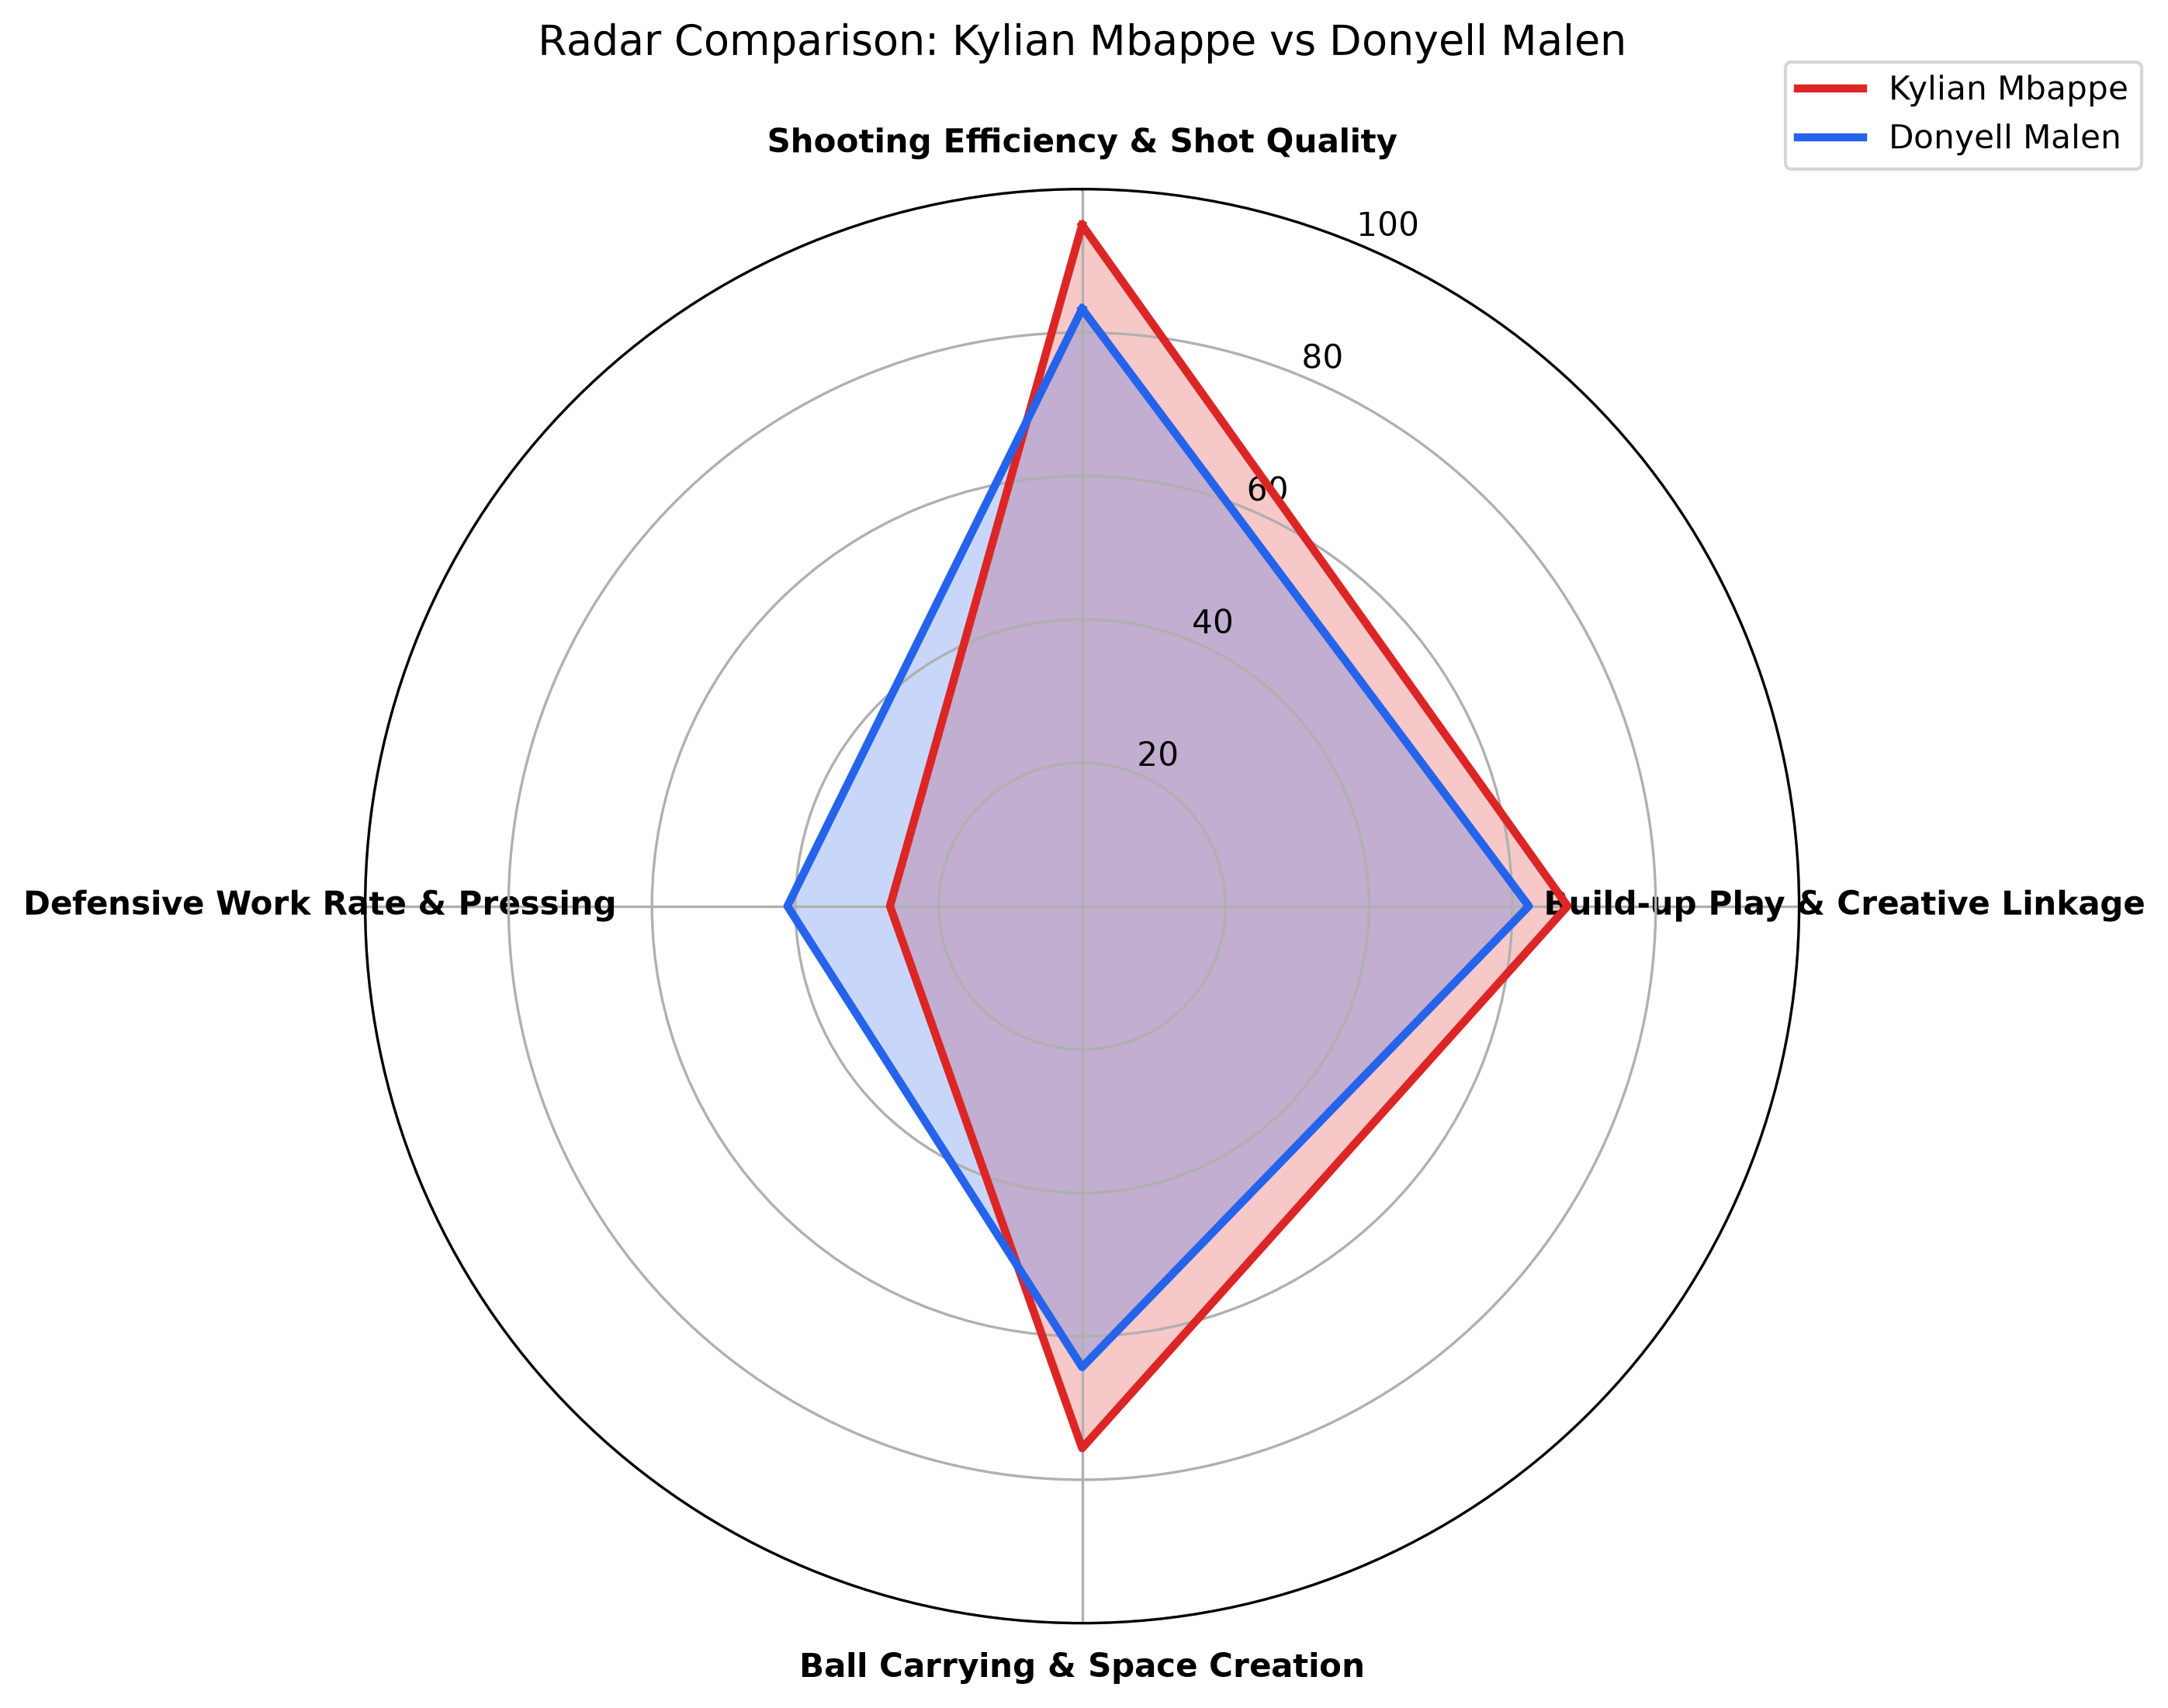 Radar Comparison: Kylian Mbappe vs Donyell Malen
Kylian Mbappe
Donyell Malen
Shooting Efficiency & Shot Quality
100
80
60
40
20
Defensive Work Rate & Pressing
Build-up Play & Creative Linkage
Ball Carrying & Space Creation